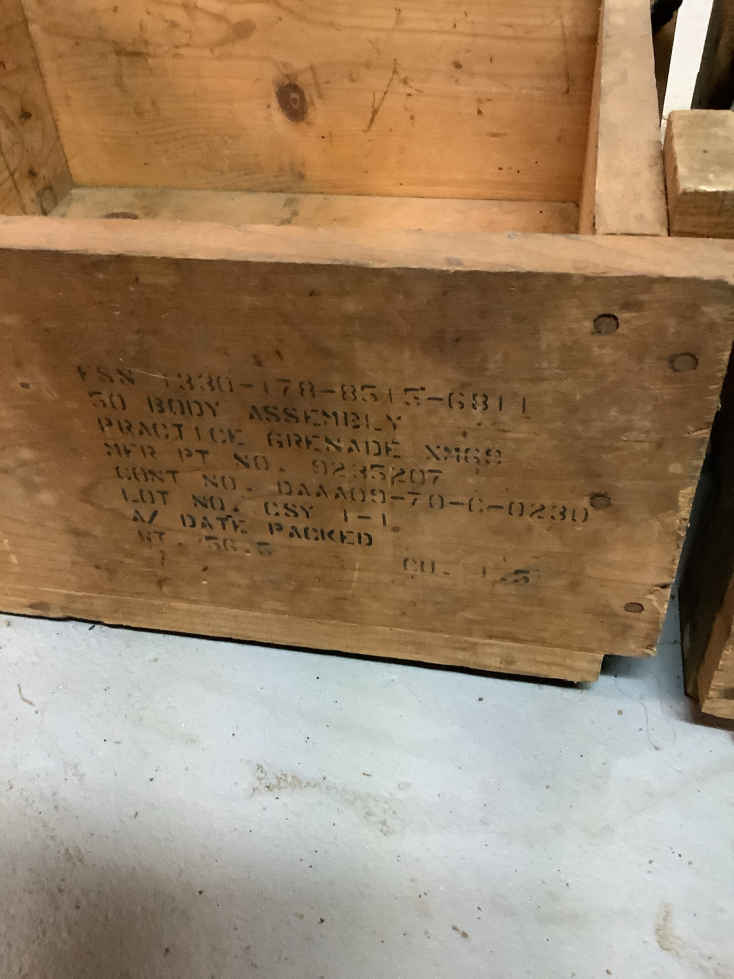 FSN 1330-178-8515-G811
50 BODY ASSEMBLY
PRACTICE GRENADE XM69
MFR PT NO. 9235207
CONT NO. DAAA09-70-C-0230
LOT NO. CSY 1-1
A/ DATE PACKED
WT. 56.5 CU. 1.5